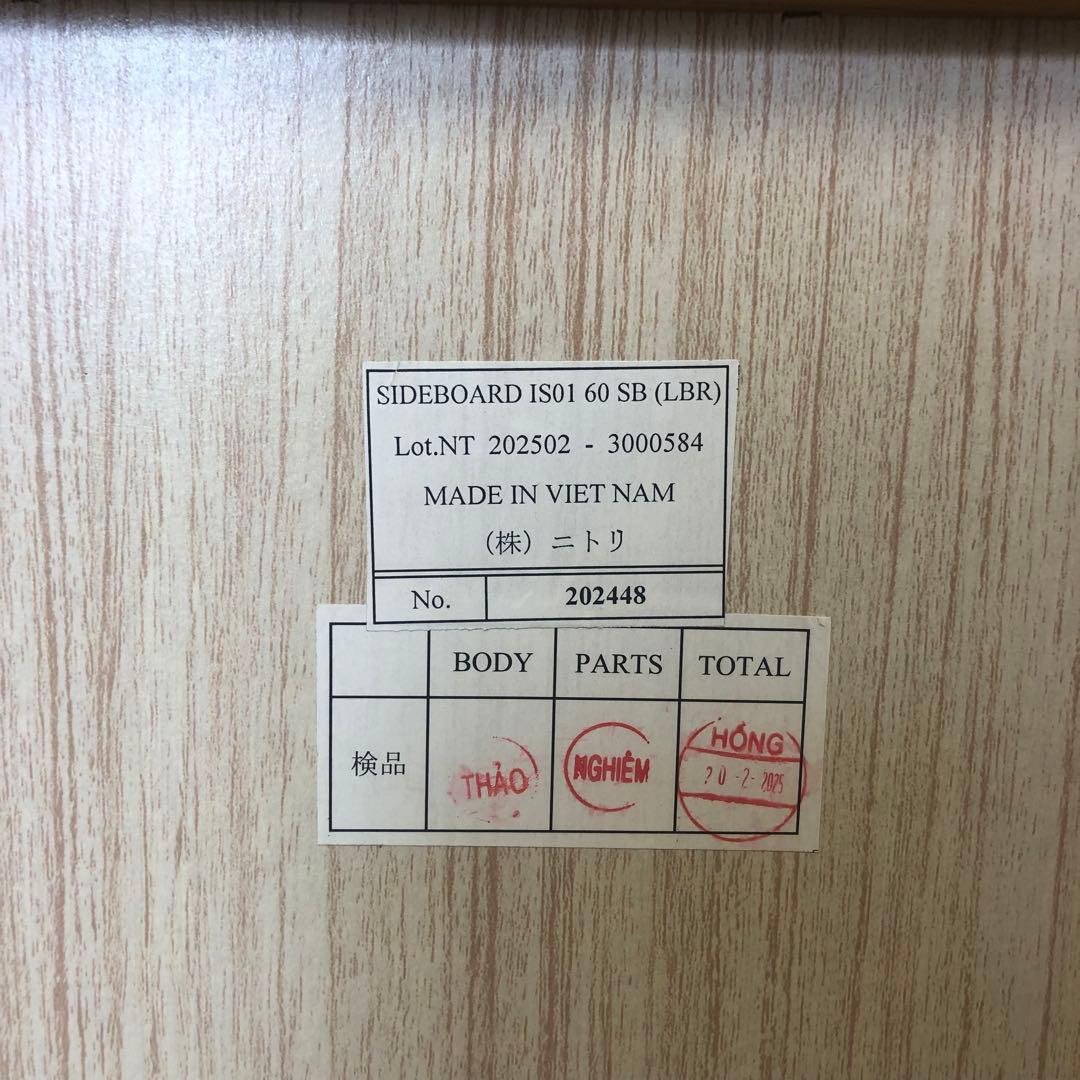 SIDEBOARD IS01 60 SB (LBR)
Lot.NT 202502 - 3000584
MADE IN VIET NAM
（株）ニトリ
No. 202448
BODY PARTS TOTAL
検品 THẢO NGHIÊM HỒNG
20-2-2025